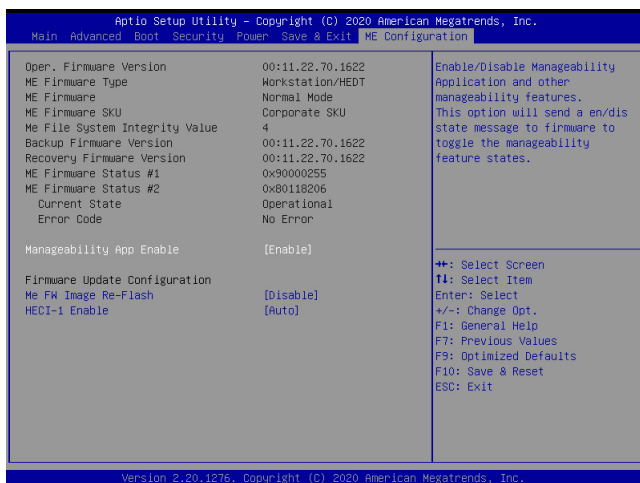 Aptio Setup Utility – Copyright (C) 2020 American Megatrends, Inc.
Main Advanced Boot Security Power Save & Exit ME Configuration
Oper. Firmware Version 00:11.22.70.1622
ME Firmware Type Workstation/HEDT
ME Firmware Normal Mode
ME Firmware SKU Corporate SKU
Me File System Integrity Value 4
Backup Firmware Version 00:11.22.70.1622
Recovery Firmware Version 00:11.22.70.1622
ME Firmware Status #1 0x90000255
ME Firmware Status #2 0x80118206
Current State Operational
Error Code No Error
Manageability App Enable [Enable]
Firmware Update Configuration
Me FW Image Re-Flash [Disable]
HECI-1 Enable [Auto]
Enable/Disable Manageability
Application and other
manageability features.
This option will send a en/dis
state message to firmware to
toggle the manageability
feature states.
→←: Select Screen
↑↓: Select Item
Enter: Select
+/-: Change Opt.
F1: General Help
F7: Previous Values
F9: Optimized Defaults
F10: Save & Reset
ESC: Exit
Version 2.20.1276. Copyright (C) 2020 American Megatrends, Inc.